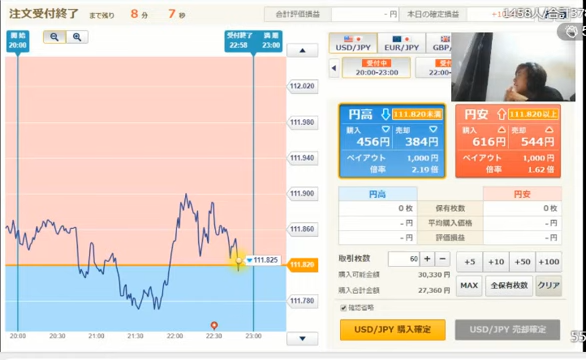 注文受付終了 まで残り 8 分 7 秒
合計評価損益 - 円 本日の確定損益
開始 20:00
受付終了 22:58
満期 23:00
USD/JPY EUR/JPY GBP/
受付中 20:00-23:00 22:00-
112.020
111.980
111.940
111.900
111.860
111.825
111.820
111.780
20:00 20:30 21:00 21:30 22:00 22:30 23:00
円高 111.820未満
購入 456円 売却 384円
ペイアウト 1,000円
倍率 2.19 倍
円安 111.820以上
購入 616円 売却 544円
ペイアウト 1,000円
倍率 1.62 倍
円高 円安
0 枚 保有枚数 0 枚
- 円 平均購入価格 - 円
- 円 評価損益 - 円
取引枚数 60 + - +5 +10 +50 +100
購入可能金額 30,330 円
MAX 全保有枚数 クリア
購入合計金額 27,360 円
確認省略
USD/JPY 購入確定 USD/JPY 売却確定